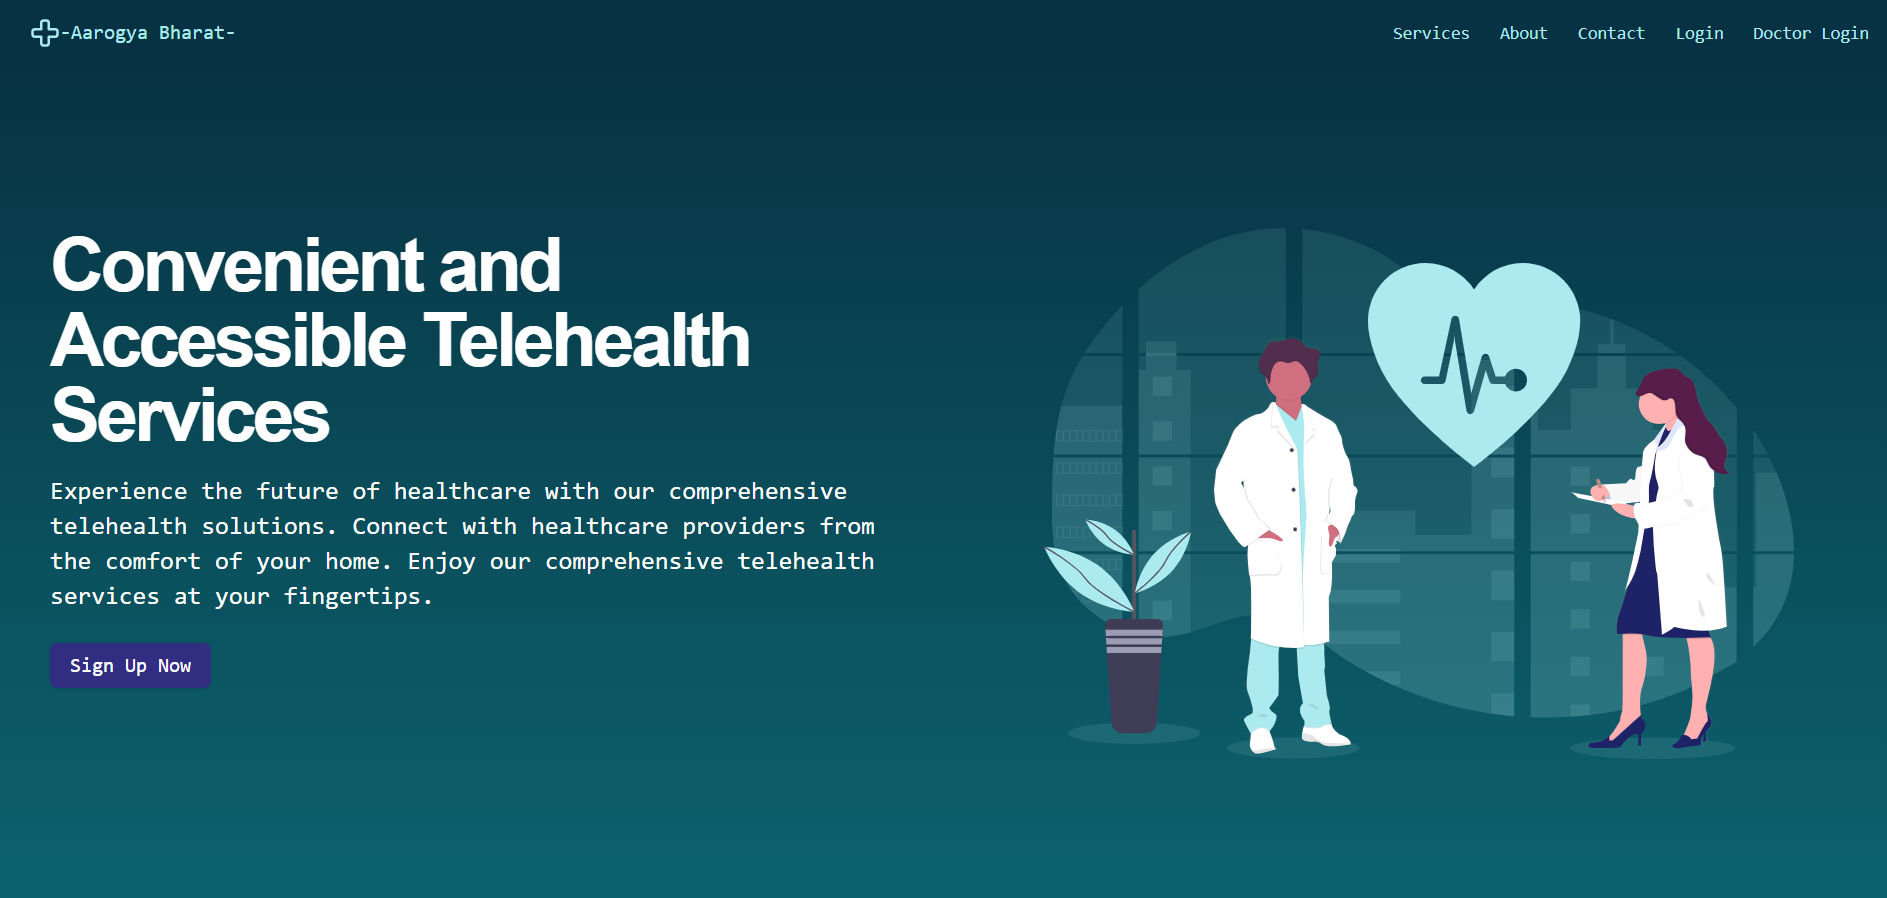 -Aarogya Bharat-
Services About Contact Login Doctor Login
Convenient and
Accessible Telehealth
Services
Experience the future of healthcare with our comprehensive
telehealth solutions. Connect with healthcare providers from
the comfort of your home. Enjoy our comprehensive telehealth
services at your fingertips.
Sign Up Now